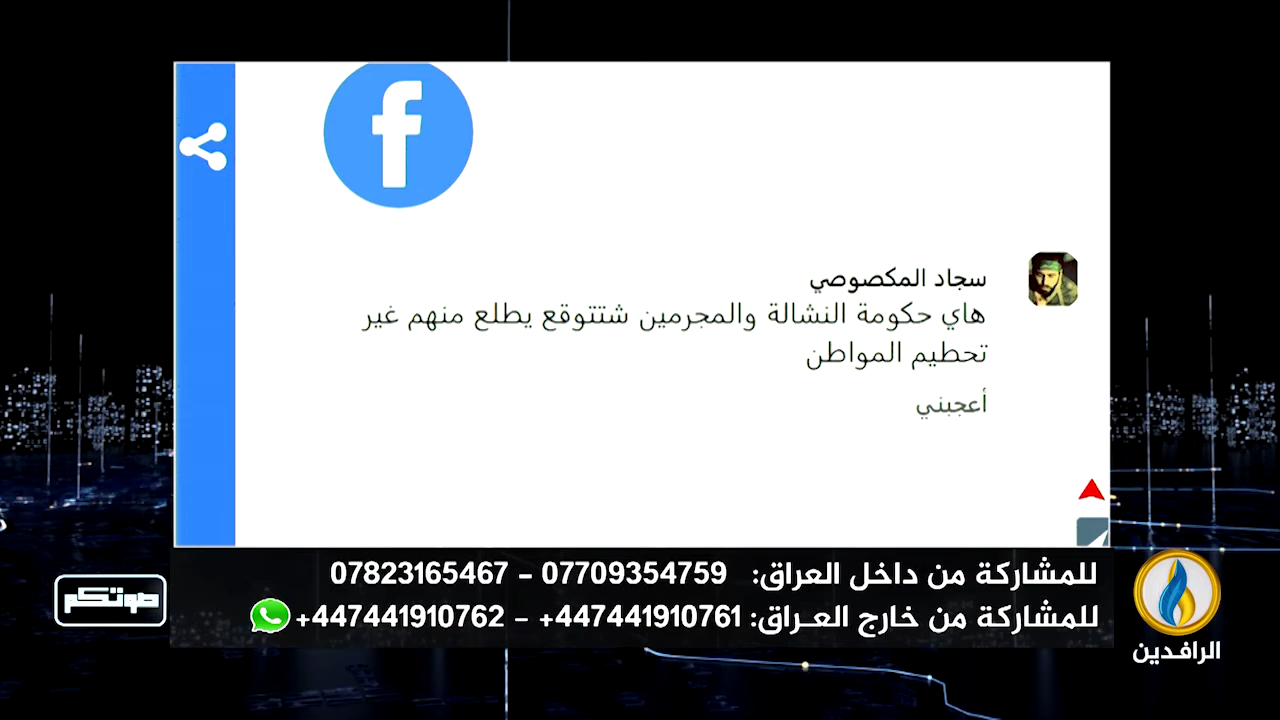 سجاد المكصوصي
هاي حكومة النشالة والمجرمين شتتوقع يطلع منهم غير
تحطيم المواطن
أعجبني
للمشاركة من داخل العراق: 07709354759 - 07823165467
للمشاركة من خارج العـراق: 447441910761+ - 447441910762+
صوتكم
الرافدين